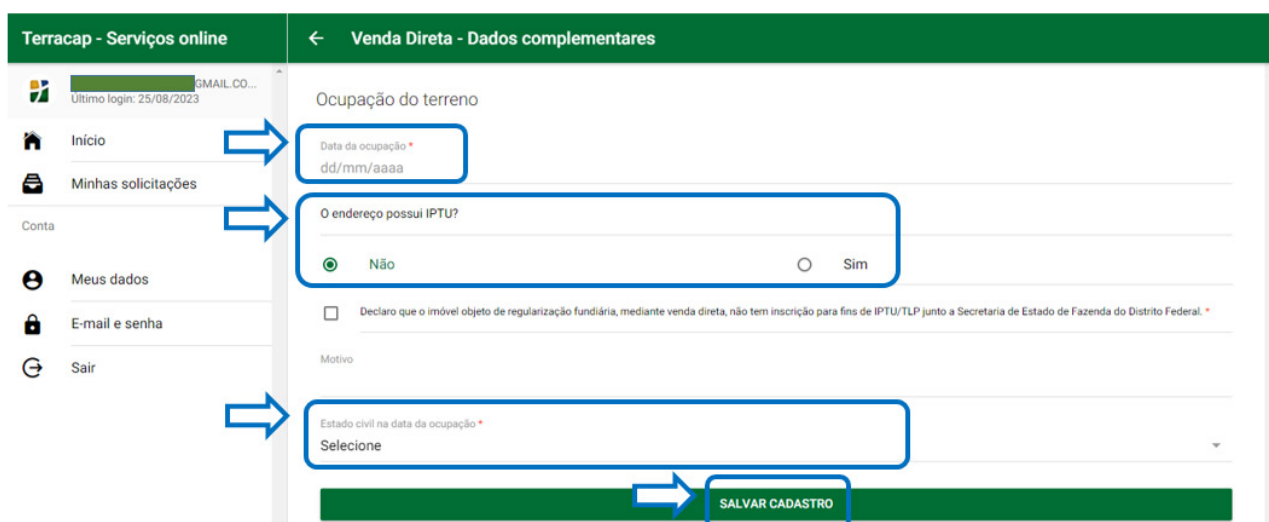 Terracap - Serviços online
GMAIL.CO...
Último login: 25/08/2023
Início
Minhas solicitações
Conta
Meus dados
E-mail e senha
Sair
Venda Direta - Dados complementares
Ocupação do terreno
Data da ocupação *
dd/mm/aaaa
O endereço possui IPTU?
Não Sim
Declaro que o imóvel objeto de regularização fundiária, mediante venda direta, não tem inscrição para fins de IPTU/TLP junto a Secretaria de Estado de Fazenda do Distrito Federal. *
Motivo
Estado civil na data da ocupação *
Selecione
SALVAR CADASTRO